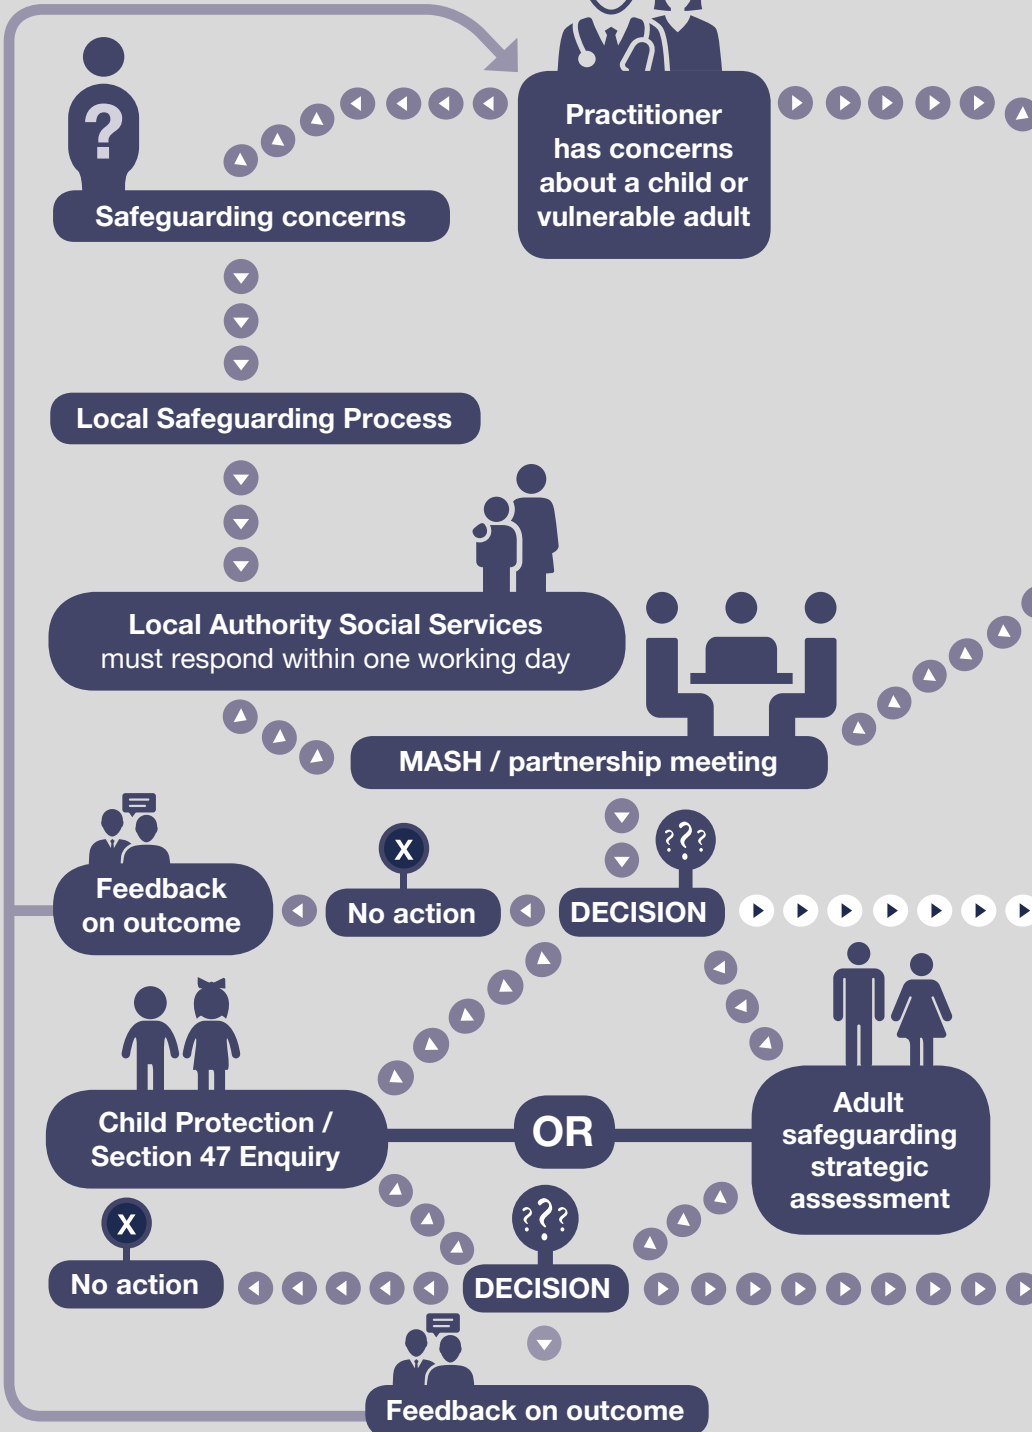 Practitioner
has concerns
about a child or
vulnerable adult
?
Safeguarding concerns
Local Safeguarding Process
Local Authority Social Services
must respond within one working day
MASH / partnership meeting
???
DECISION
X
No action
Feedback
on outcome
Child Protection /
Section 47 Enquiry
OR
Adult
safeguarding
strategic
assessment
???
DECISION
X
No action
Feedback on outcome